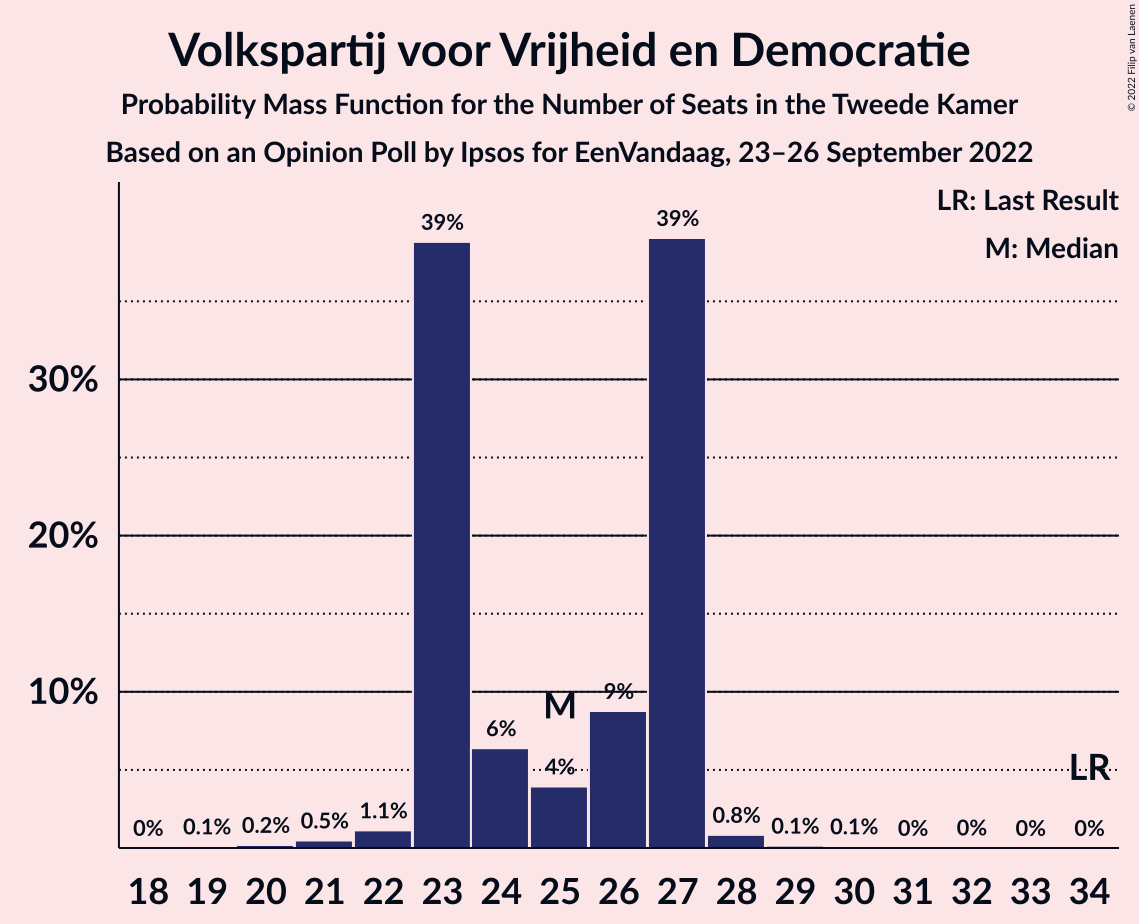 Volkspartij voor Vrijheid en Democratie
Probability Mass Function for the Number of Seats in the Tweede Kamer
Based on an Opinion Poll by Ipsos for EenVandaag, 23–26 September 2022
© 2022 Filip van Laenen
LR: Last Result
M: Median
39% 39%
30%
20%
10%
M 9%
6%
4% LR
0% 0.1% 0.2% 0.5% 1.1% 0.8% 0.1% 0.1% 0% 0% 0% 0%
18 19 20 21 22 23 24 25 26 27 28 29 30 31 32 33 34